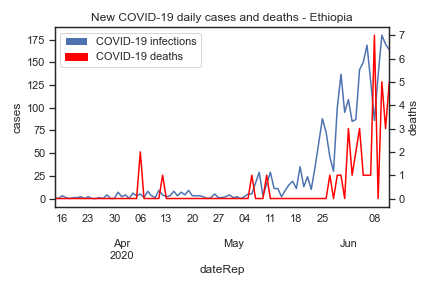 New COVID-19 daily cases and deaths - Ethiopia
COVID-19 infections
COVID-19 deaths
175
150
125
100
75
50
25
0
cases
7
6
5
4
3
2
1
0
deaths
16 23 30 06 13 20 27 04 11 18 25 08
Apr May Jun
2020
dateRep